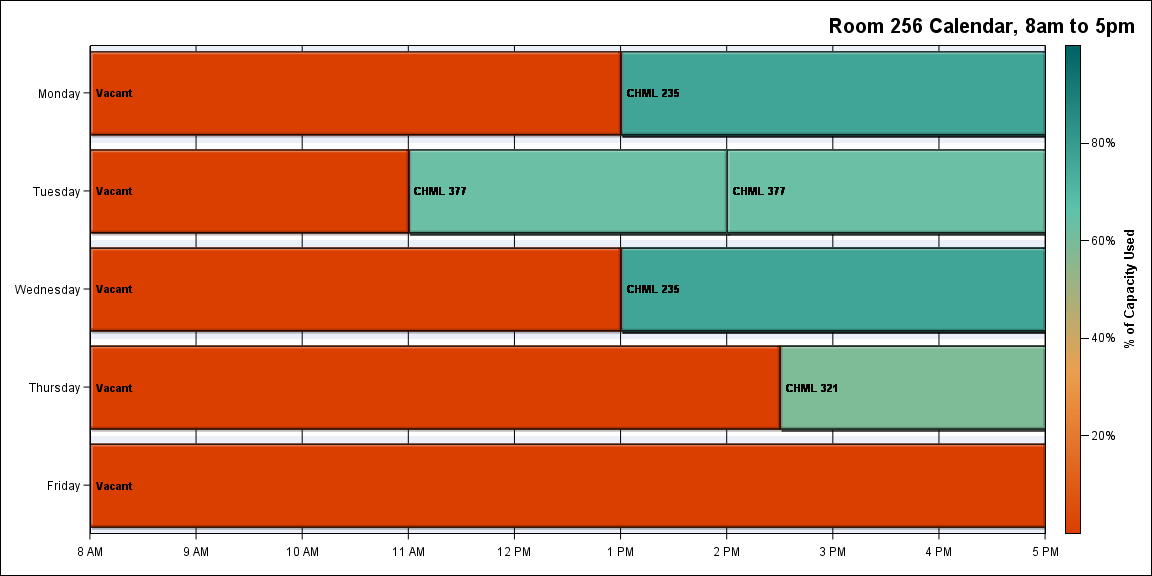 Room 256 Calendar, 8am to 5pm
Monday
Vacant
CHML 235
Tuesday
Vacant
CHML 377
CHML 377
Wednesday
Vacant
CHML 235
Thursday
Vacant
CHML 321
Friday
Vacant
8 AM
9 AM
10 AM
11 AM
12 PM
1 PM
2 PM
3 PM
4 PM
5 PM
80%
60%
40%
20%
% of Capacity Used